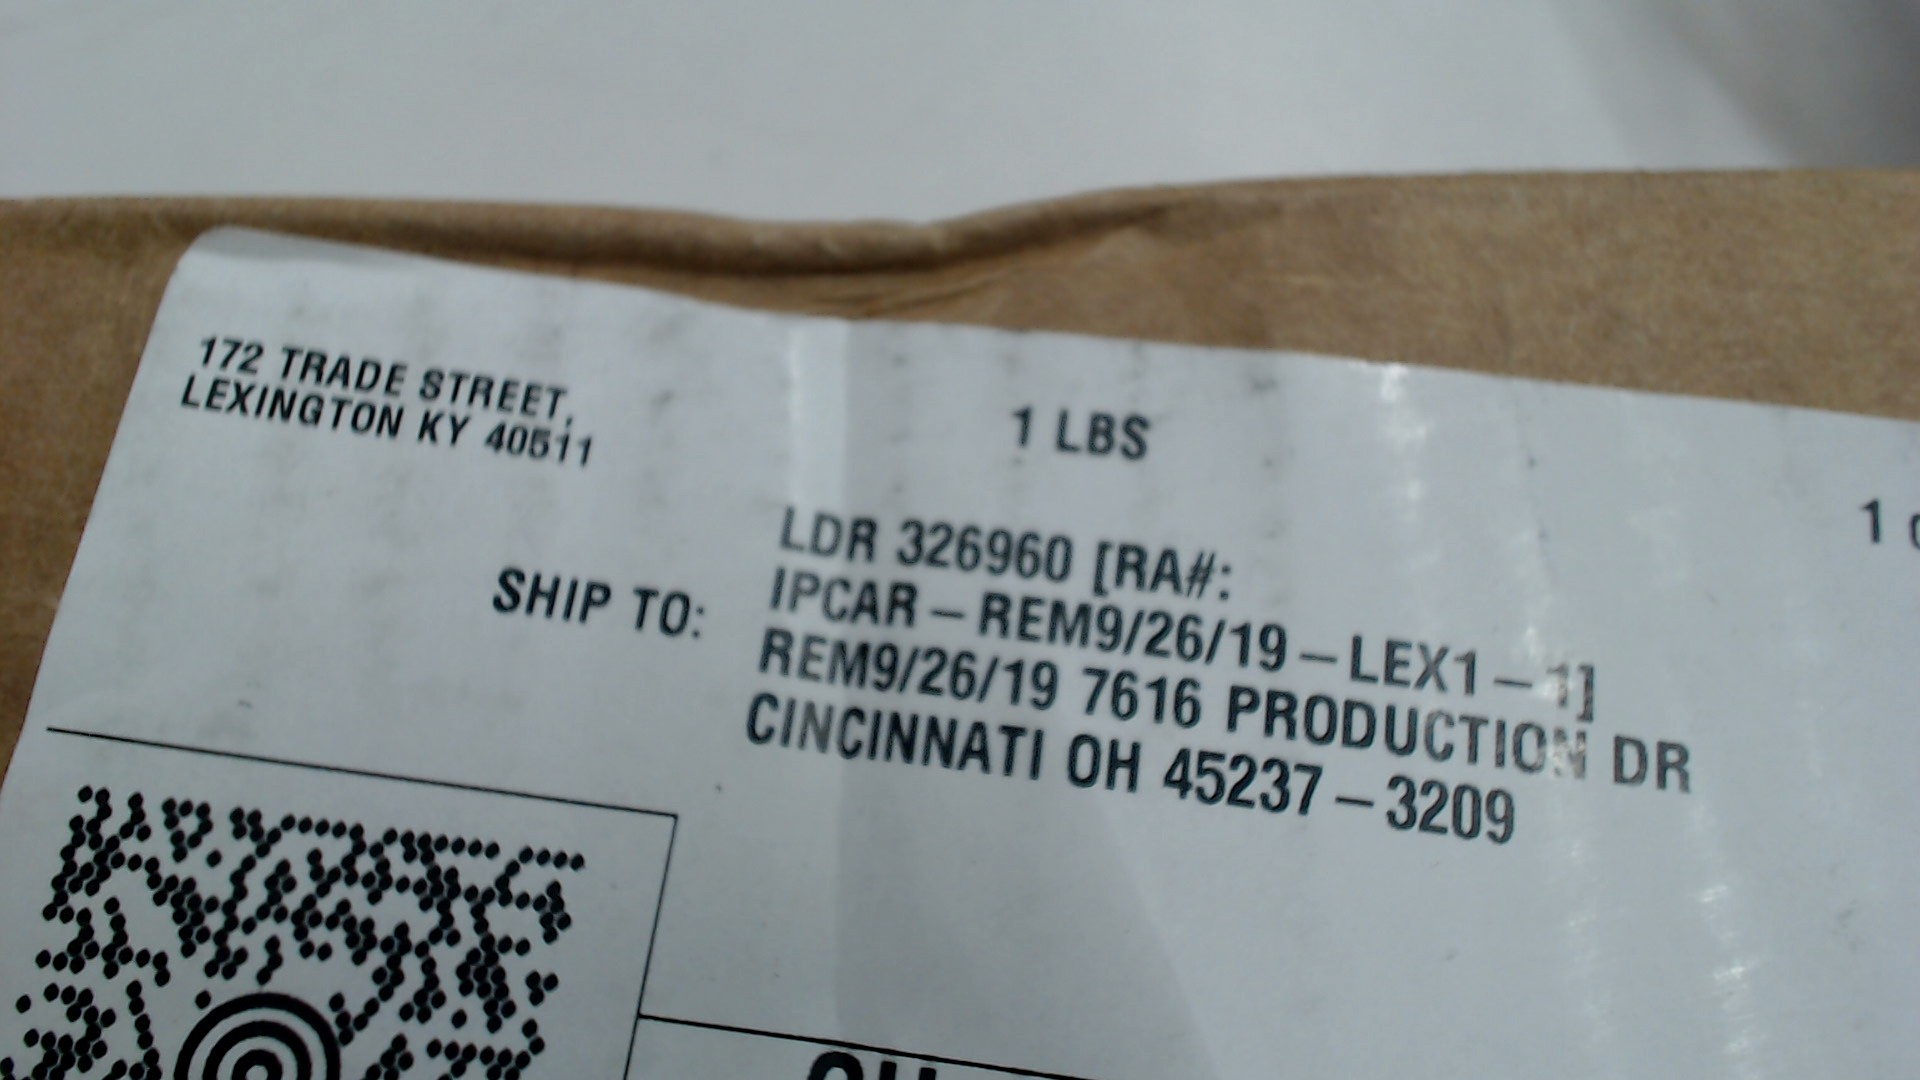 172 TRADE STREET,
LEXINGTON KY 40511
1 LBS
1
SHIP TO:
LDR 326960 [RA#:
IPCAR – REM9/26/19 – LEX1 – 1]
REM9/26/19 7616 PRODUCTION DR
CINCINNATI OH 45237 – 3209